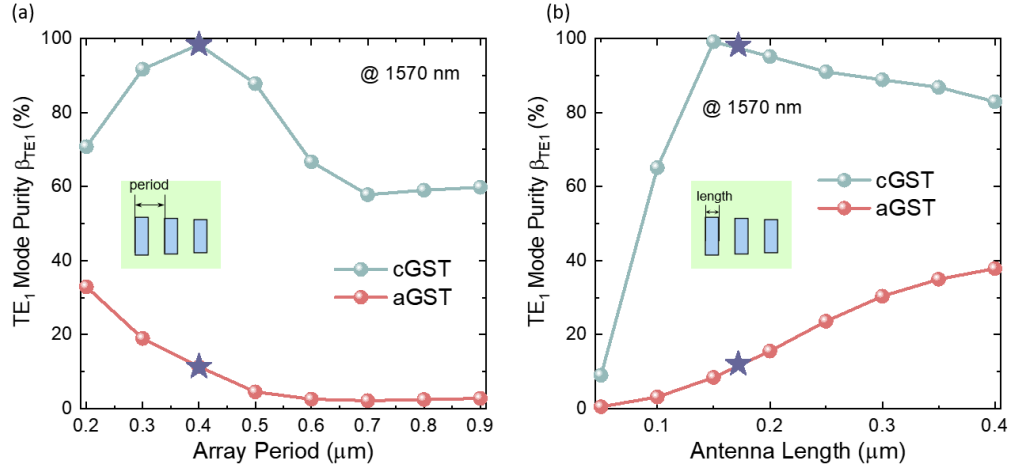 (a)
100
80
60
40
20
0
TE1 Mode Purity βTE1 (%)
@ 1570 nm
period
cGST
aGST
0.2 0.3 0.4 0.5 0.6 0.7 0.8 0.9
Array Period (μm)
(b)
100
80
60
40
20
0
TE1 Mode Purity βTE1 (%)
@ 1570 nm
length
cGST
aGST
0.1 0.2 0.3 0.4
Antenna Length (μm)